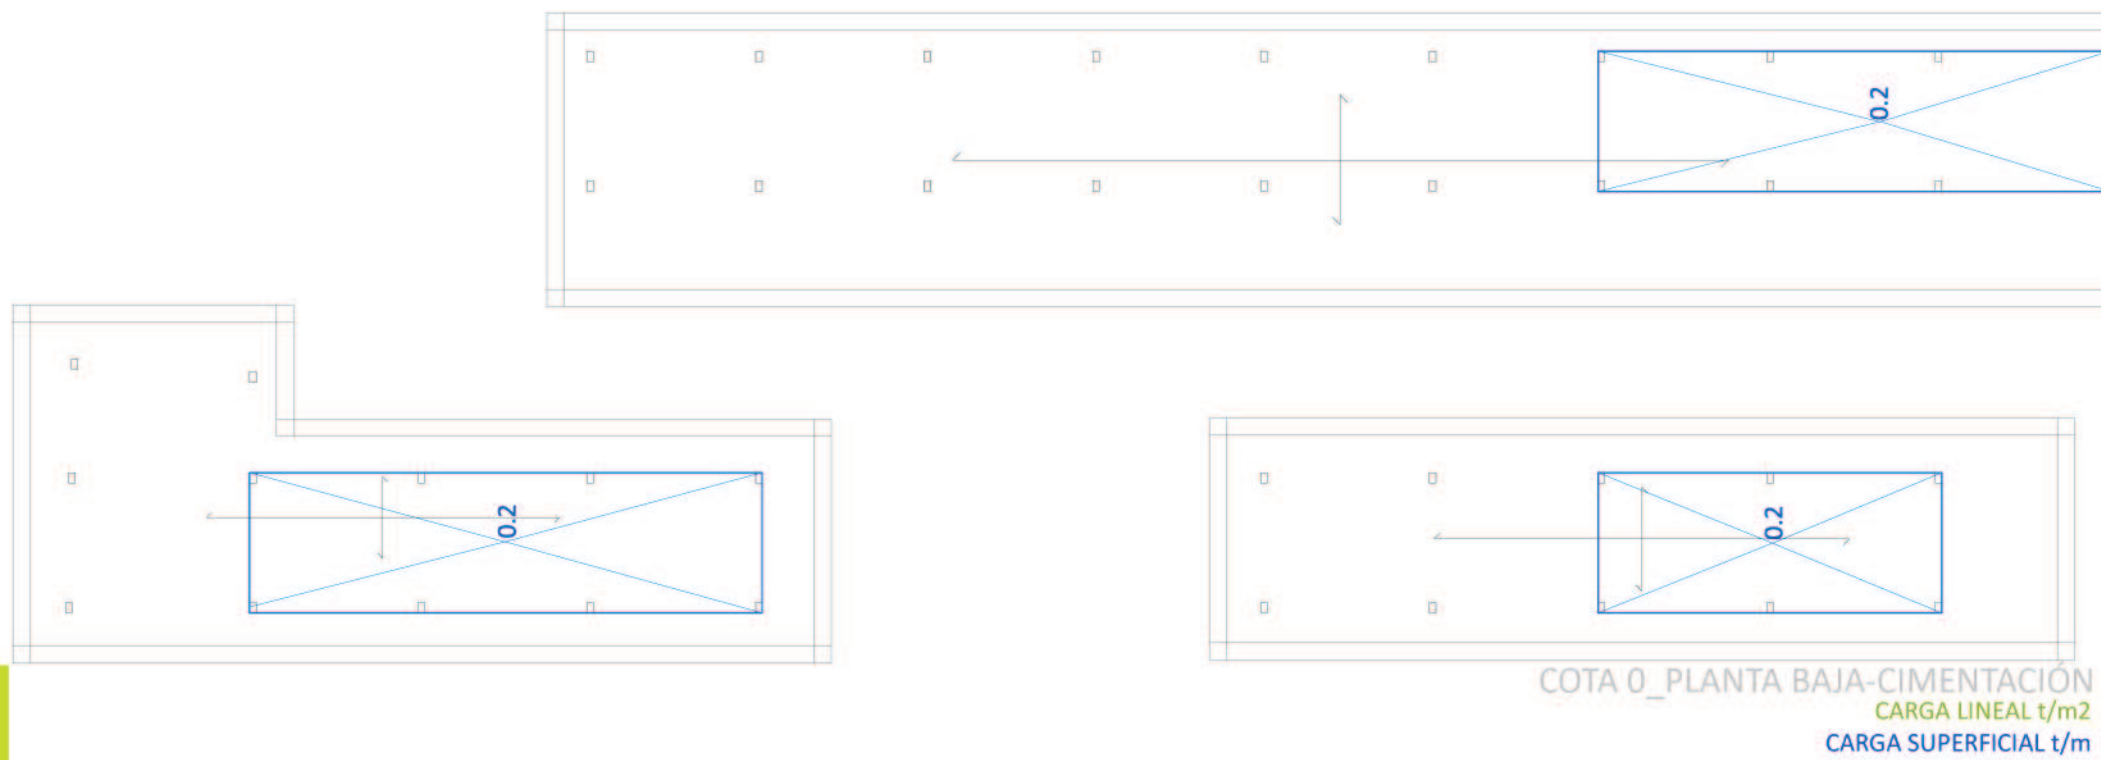 0.2
0.2
0.2
COTA 0_PLANTA BAJA-CIMENTACIÓN
CARGA LINEAL t/m2
CARGA SUPERFICIAL t/m